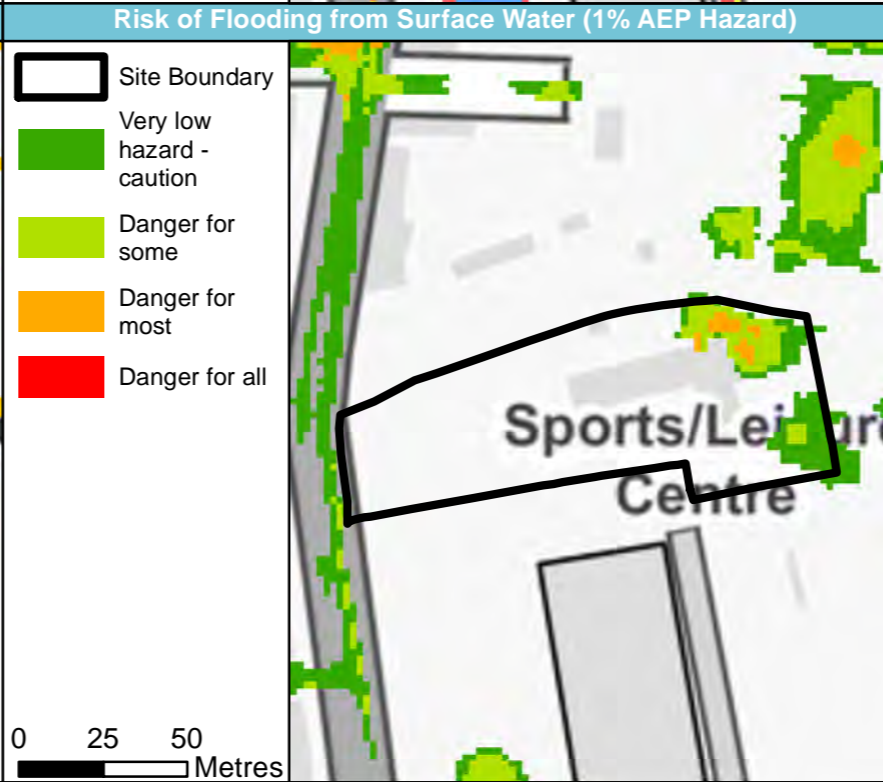 Risk of Flooding from Surface Water (1% AEP Hazard)
Site Boundary
Very low
hazard -
caution
Danger for
some
Danger for
most
Danger for all
0 25 50
Metres
Sports/Leisure
Centre